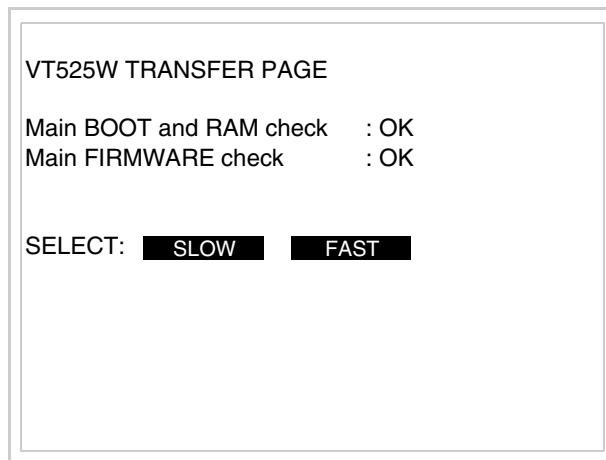 VT525W TRANSFER PAGE
Main BOOT and RAM check : OK
Main FIRMWARE check : OK
SELECT: SLOW FAST